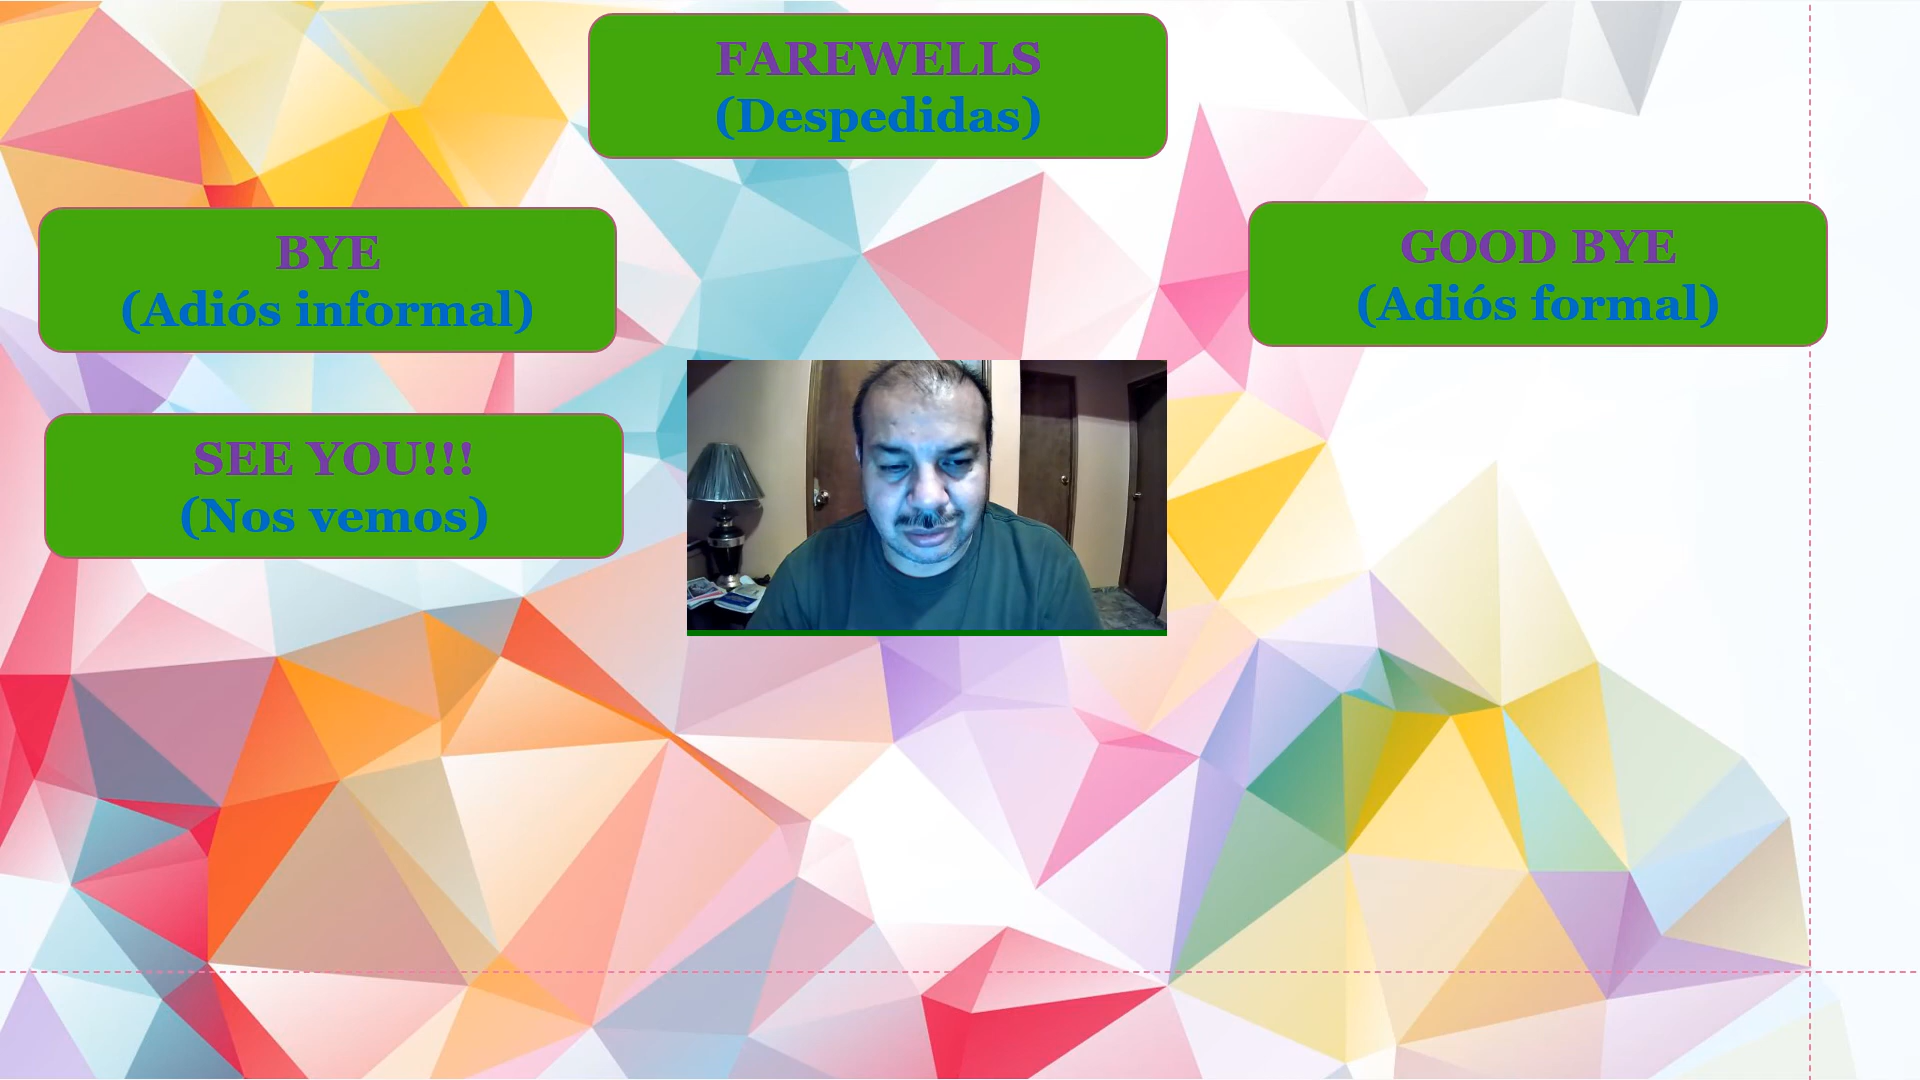 FAREWELLS
(Despedidas)
BYE
(Adiós informal)
GOOD BYE
(Adiós formal)
SEE YOU!!!
(Nos vemos)